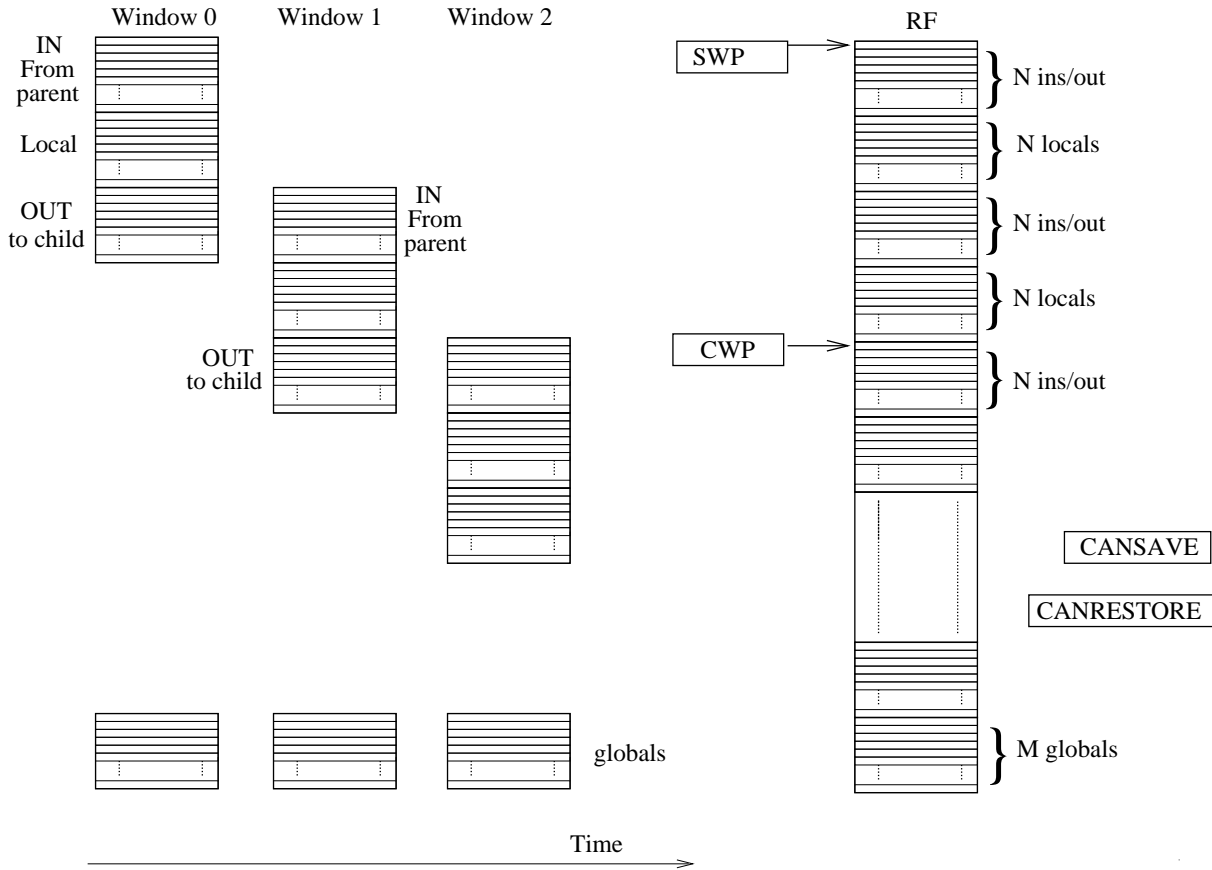 Window 0
Window 1
Window 2
RF
IN
From
parent
Local
OUT
to child
IN
From
parent
OUT
to child
SWP
N ins/out
N locals
N ins/out
N locals
CWP
N ins/out
CANSAVE
CANRESTORE
globals
M globals
Time